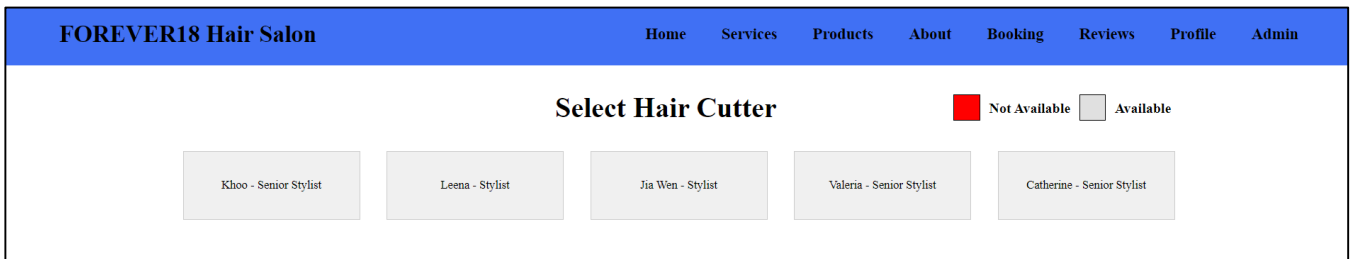 FOREVER18 Hair Salon Home Services Products About Booking Reviews Profile Admin
Select Hair Cutter Not Available Available
Khoo - Senior Stylist Leena - Stylist Jia Wen - Stylist Valeria - Senior Stylist Catherine - Senior Stylist